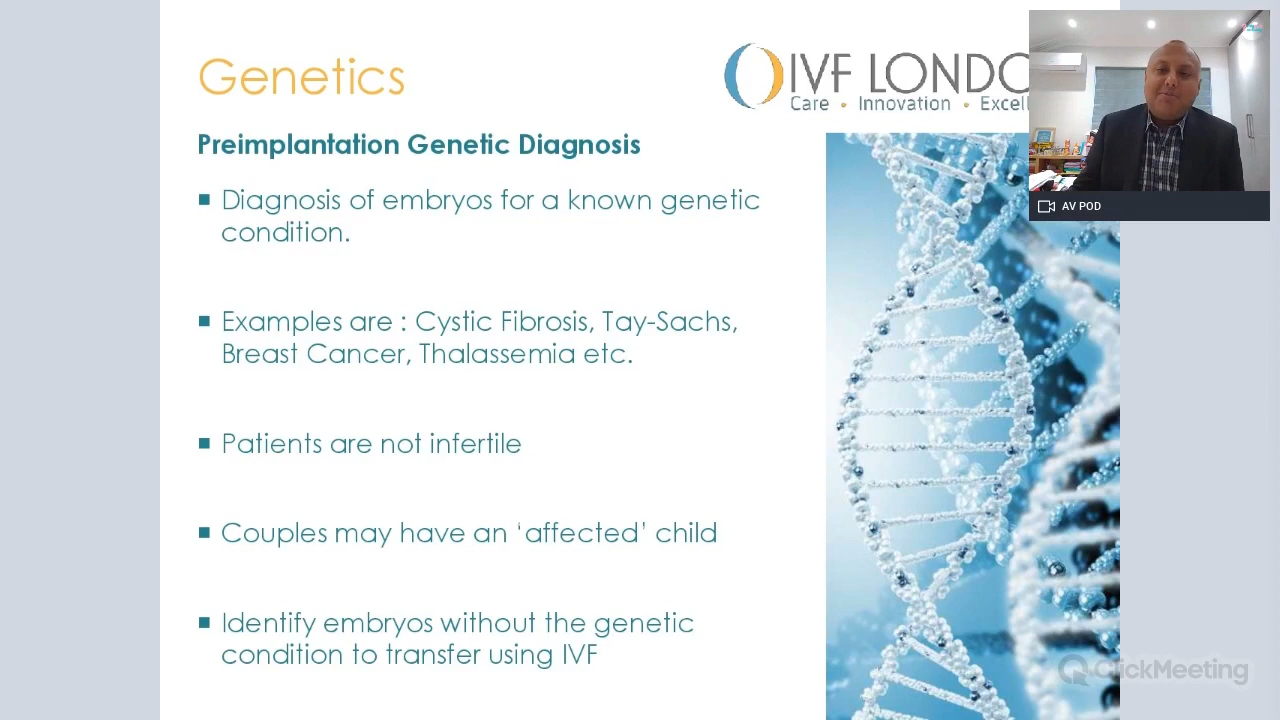 Genetics
IVF LONDO
Care • Innovation • Excell
Preimplantation Genetic Diagnosis
Diagnosis of embryos for a known genetic
condition.
Examples are : Cystic Fibrosis, Tay-Sachs,
Breast Cancer, Thalassemia etc.
Patients are not infertile
Couples may have an ‘affected’ child
Identify embryos without the genetic
condition to transfer using IVF
AV POD
ClickMeeting